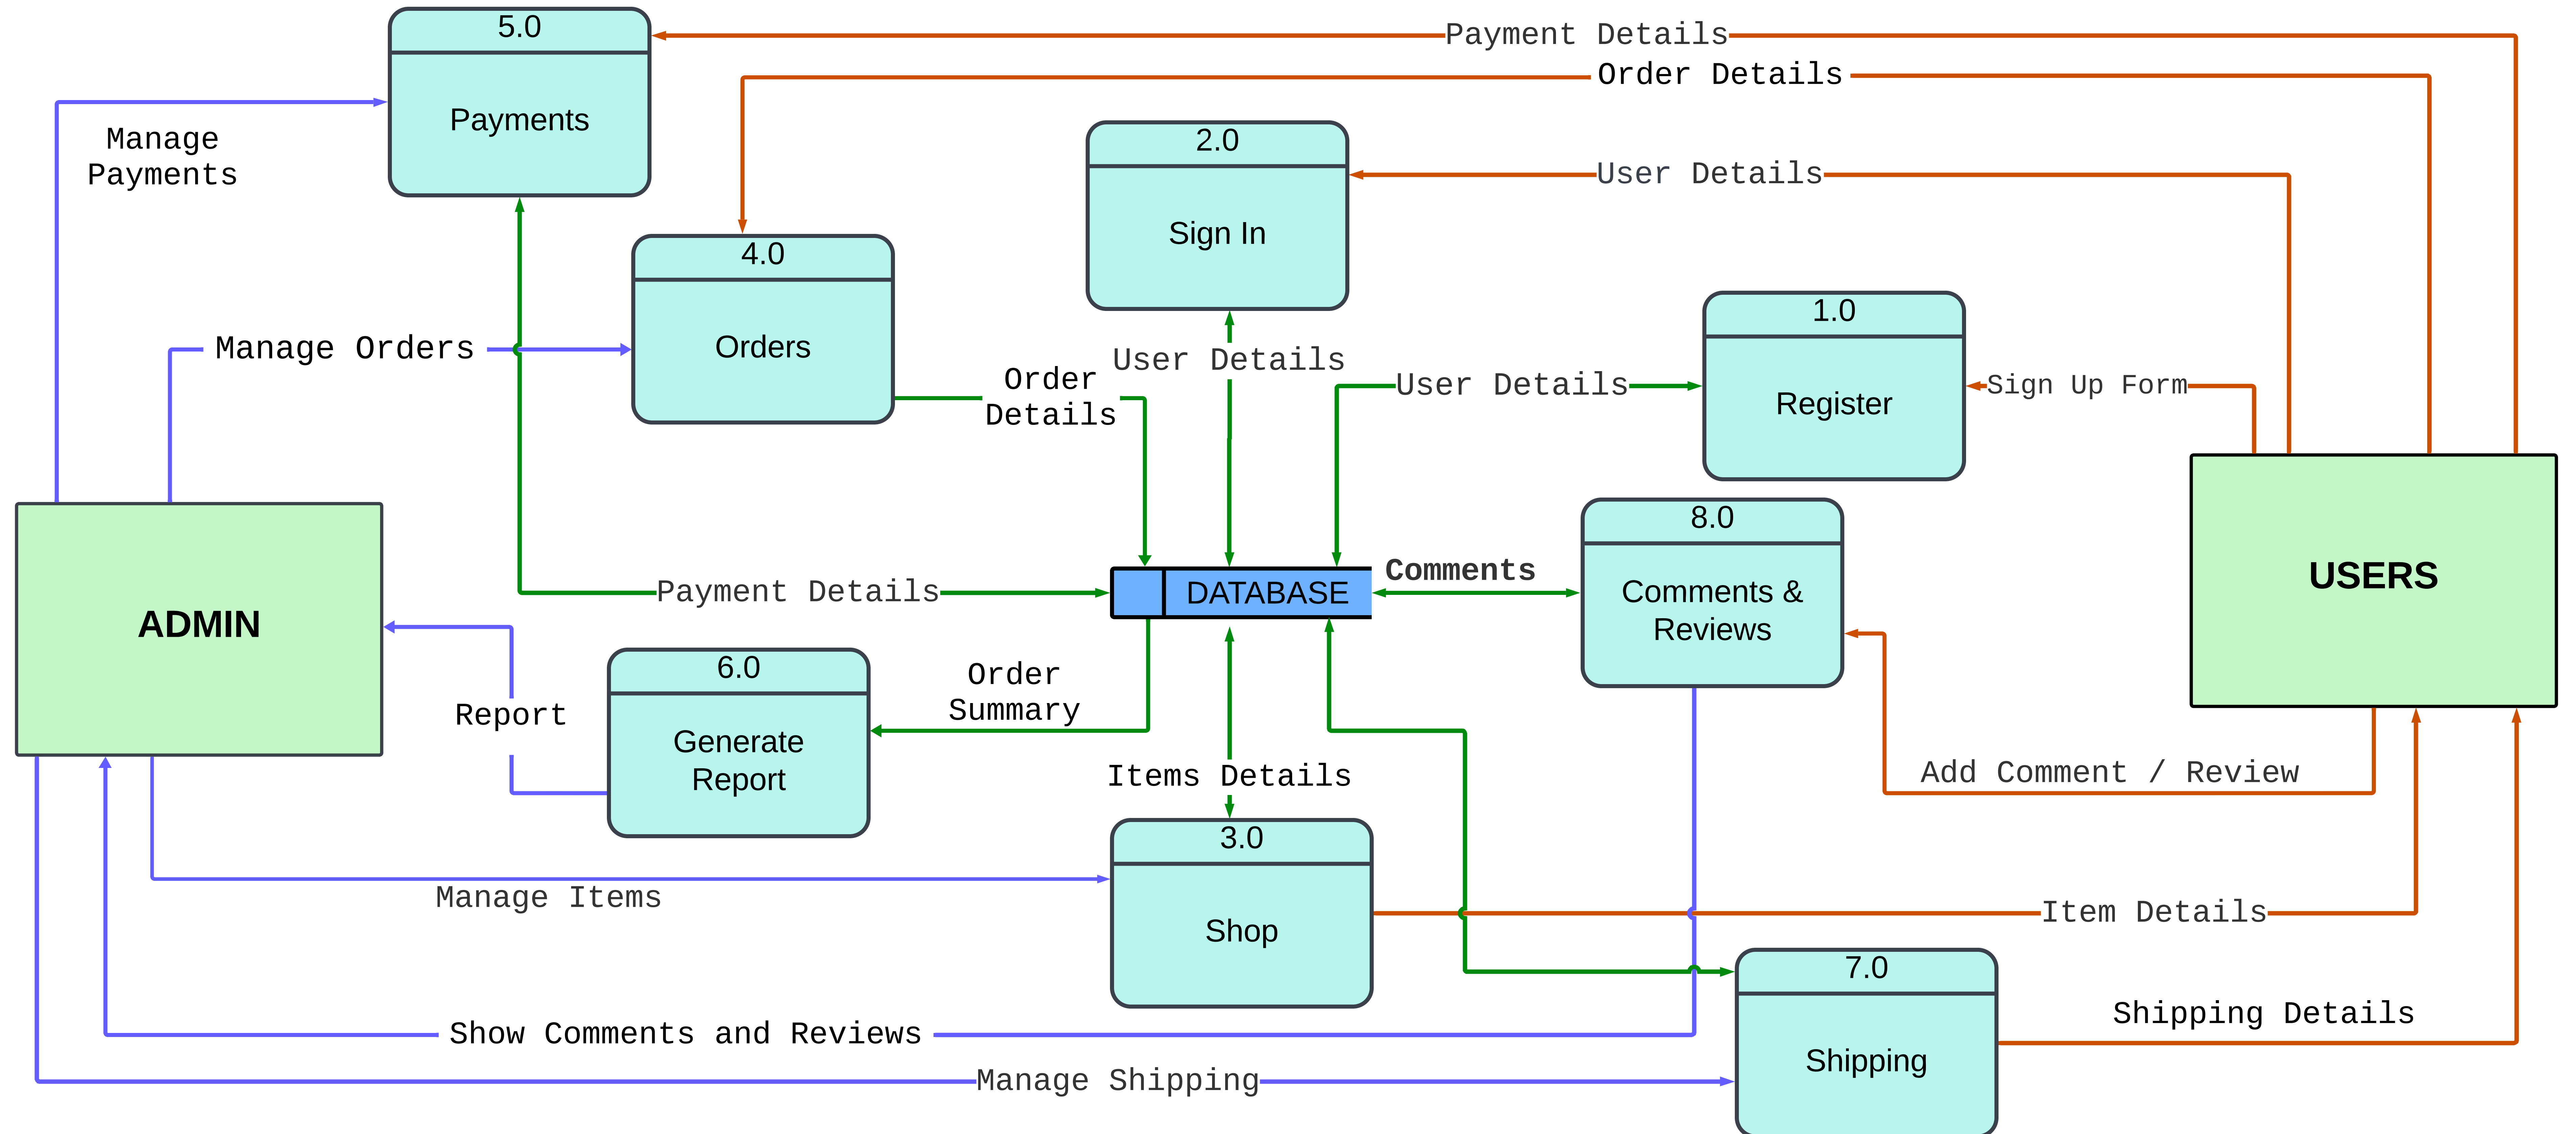 5.0
Payments
Payment Details
Order Details
Manage
Payments
2.0
Sign In
User Details
4.0
Orders
Manage Orders
Order
Details
User Details
1.0
Register
User Details
Sign Up Form
ADMIN
Payment Details
DATABASE
Comments
8.0
Comments &
Reviews
USERS
6.0
Generate
Report
Report
Order
Summary
Items Details
Add Comment / Review
3.0
Shop
Manage Items
Item Details
7.0
Shipping
Shipping Details
Show Comments and Reviews
Manage Shipping